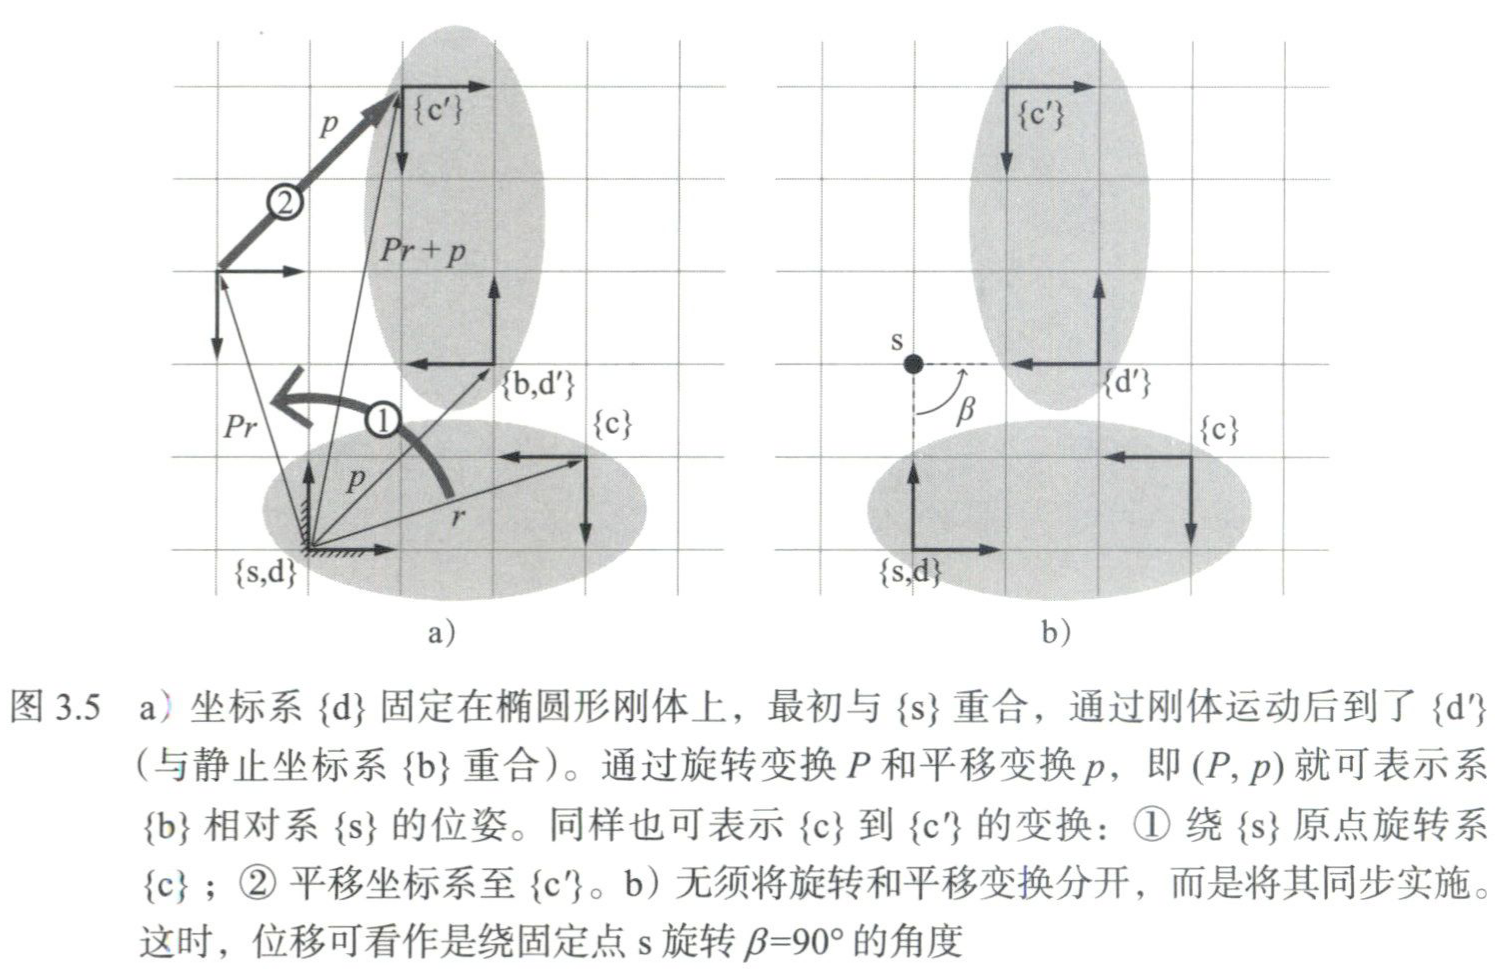 p
②
{c′}
Pr + p
{b,d′}
{c}
①
Pr
p
r
{s,d}
a)
{c′}
s
{d′}
β
{c}
{s,d}
b)
图 3.5 a) 坐标系 {d} 固定在椭圆形刚体上，最初与 {s} 重合，通过刚体运动后到了 {d′}
（与静止坐标系 {b} 重合）。通过旋转变换 P 和平移变换 p，即 (P, p) 就可表示系
{b} 相对系 {s} 的位姿。同样也可表示 {c} 到 {c′} 的变换：① 绕 {s} 原点旋转系
{c}；② 平移坐标系至 {c′}。b) 无须将旋转和平移变换分开，而是将其同步实施。
这时，位移可看作是绕固定点 s 旋转 β=90° 的角度